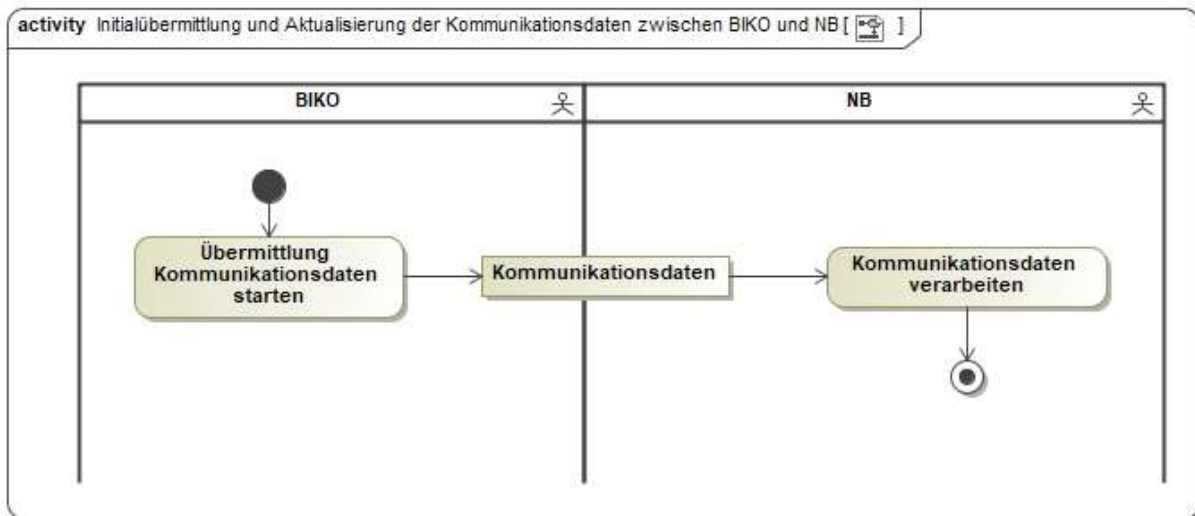 activity Initialübermittlung und Aktualisierung der Kommunikationsdaten zwischen BIKO und NB [ ]
BIKO
NB
Übermittlung
Kommunikationsdaten
starten
Kommunikationsdaten
Kommunikationsdaten
verarbeiten